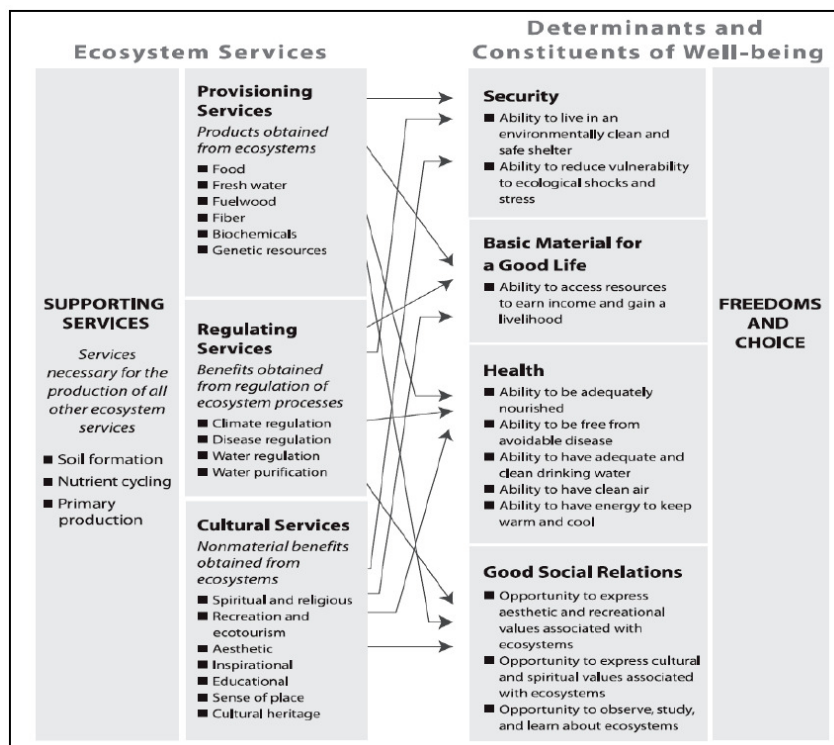 Ecosystem Services
Determinants and
Constituents of Well-being
SUPPORTING
SERVICES
Services
necessary for the
production of all
other ecosystem
services
■ Soil formation
■ Nutrient cycling
■ Primary
production
Provisioning
Services
Products obtained
from ecosystems
■ Food
■ Fresh water
■ Fuelwood
■ Fiber
■ Biochemicals
■ Genetic resources
Regulating
Services
Benefits obtained
from regulation of
ecosystem processes
■ Climate regulation
■ Disease regulation
■ Water regulation
■ Water purification
Cultural Services
Nonmaterial benefits
obtained from
ecosystems
■ Spiritual and religious
■ Recreation and
ecotourism
■ Aesthetic
■ Inspirational
■ Educational
■ Sense of place
■ Cultural heritage
Security
■ Ability to live in an
environmentally clean and
safe shelter
■ Ability to reduce vulnerability
to ecological shocks and
stress
Basic Material for
a Good Life
■ Ability to access resources
to earn income and gain a
livelihood
Health
■ Ability to be adequately
nourished
■ Ability to be free from
avoidable disease
■ Ability to have adequate and
clean drinking water
■ Ability to have clean air
■ Ability to have energy to keep
warm and cool
Good Social Relations
■ Opportunity to express
aesthetic and recreational
values associated with
ecosystems
■ Opportunity to express cultural
and spiritual values associated
with ecosystems
■ Opportunity to observe, study,
and learn about ecosystems
FREEDOMS
AND
CHOICE